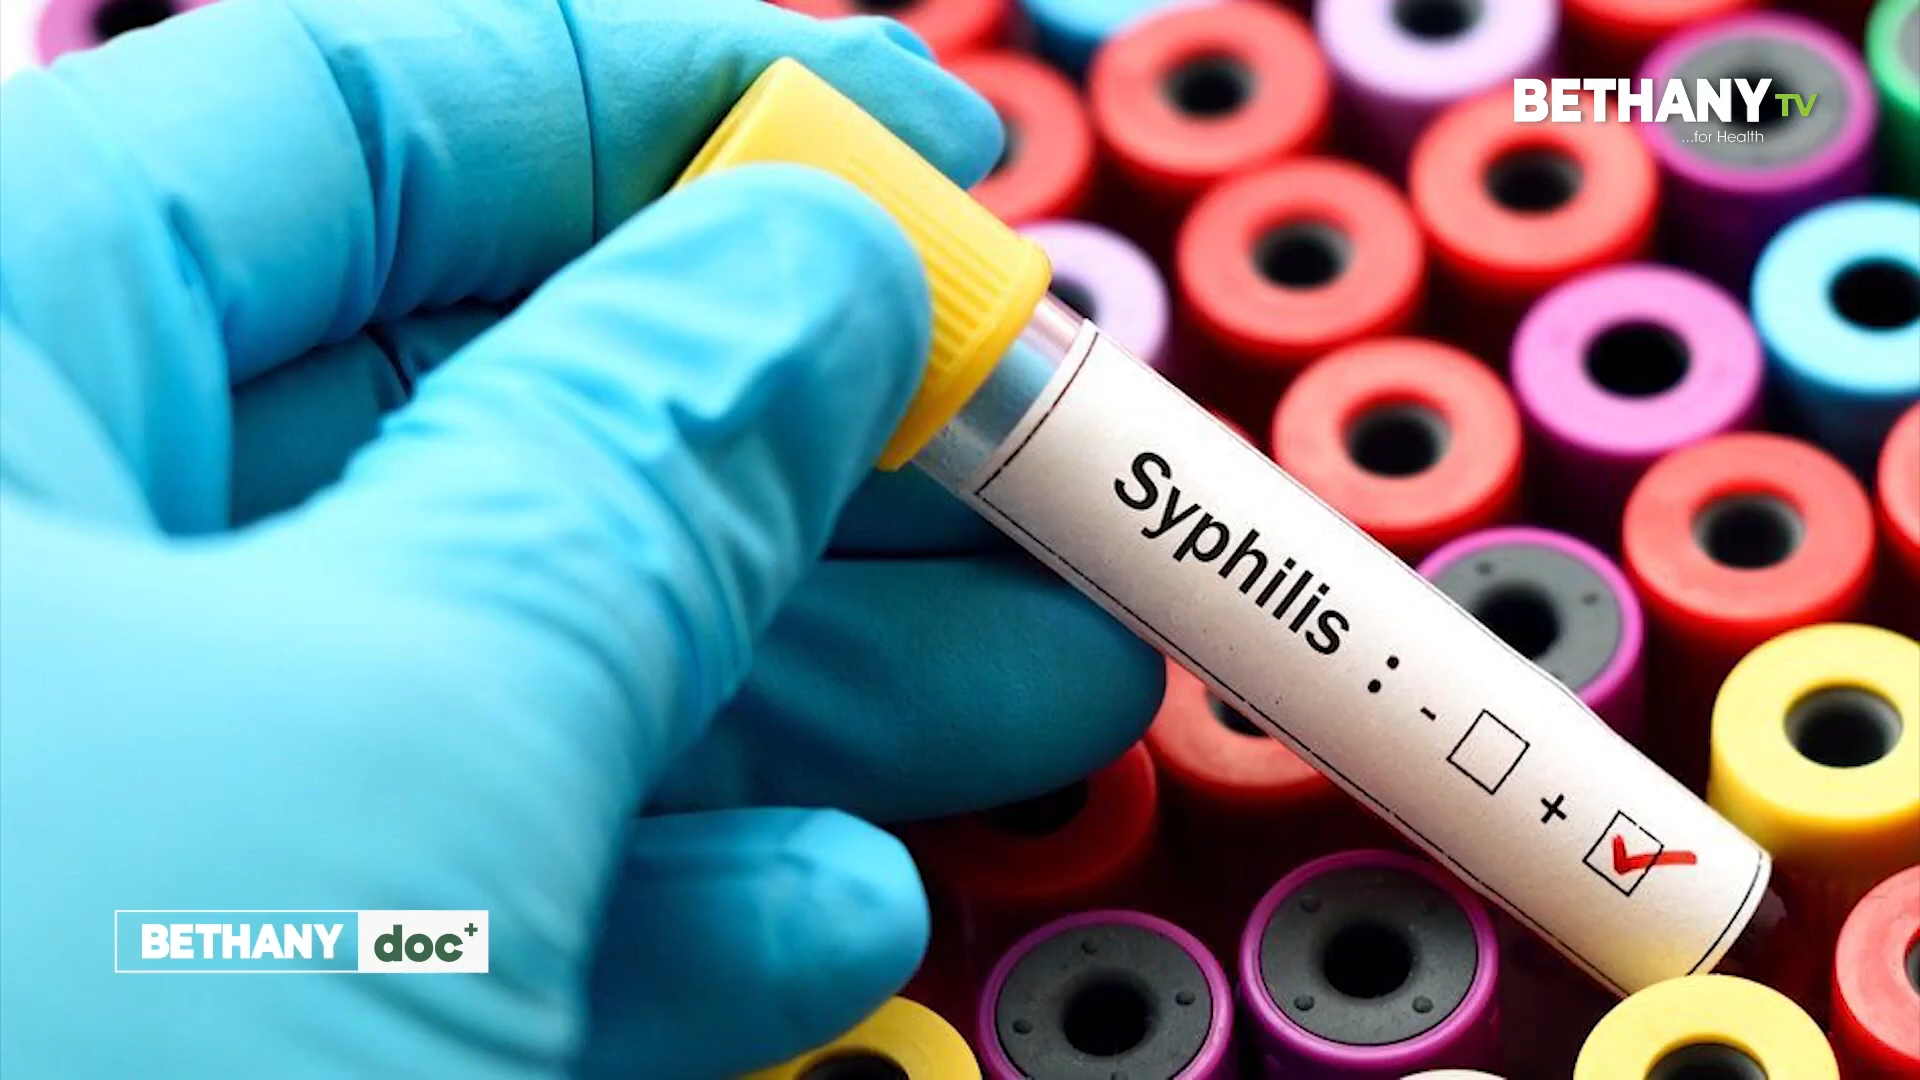 BETHANY TV
...for Health
Syphilis : - +
BETHANY doc+